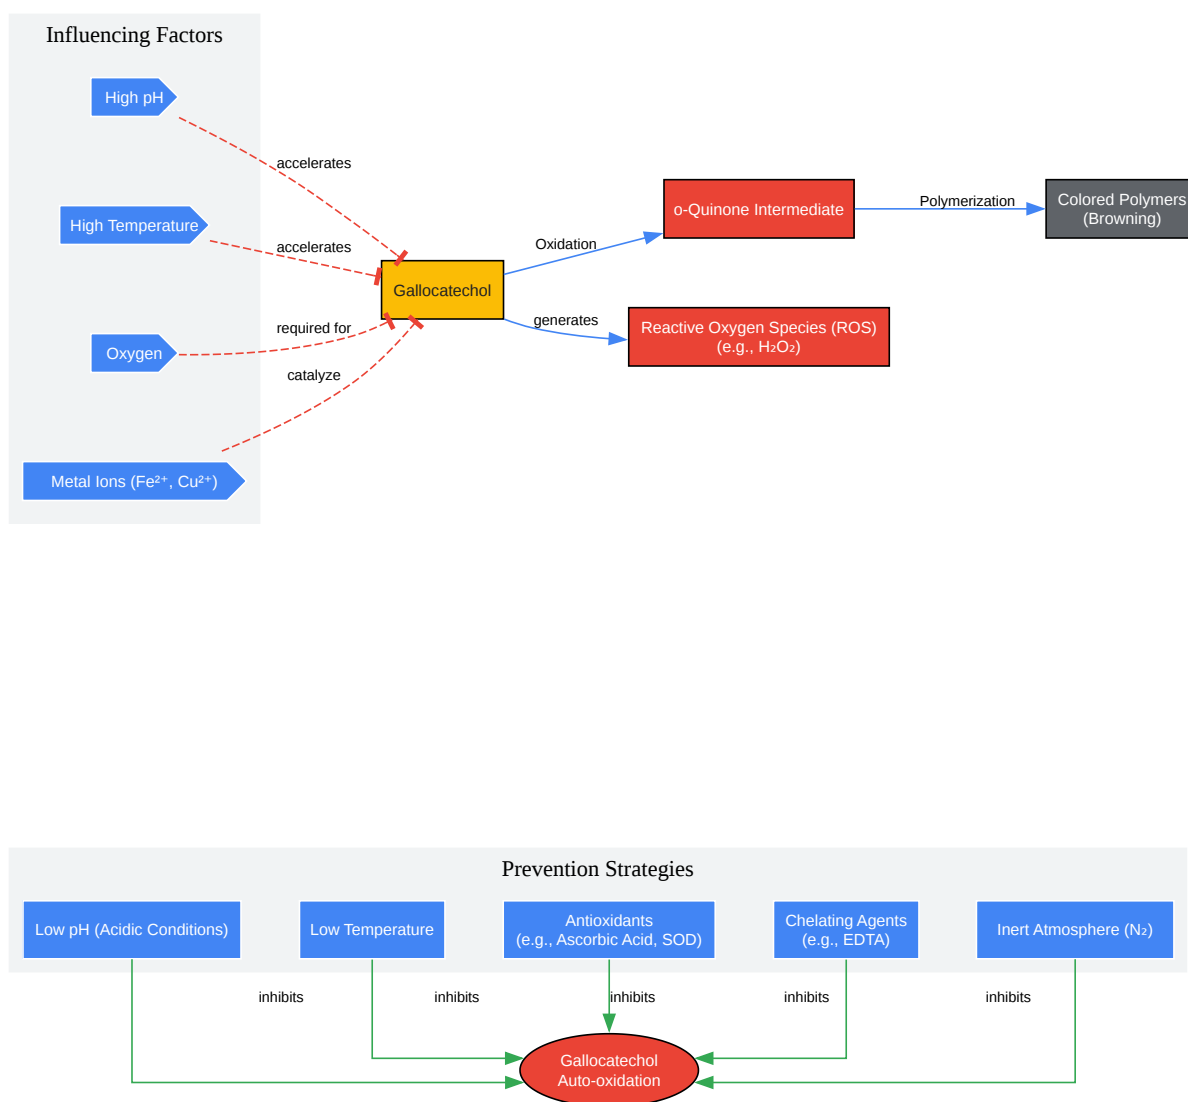 Influencing Factors
High pH
accelerates
High Temperature
accelerates
Oxygen
required for
catalyze
Metal Ions (Fe²⁺, Cu²⁺)
Gallocatechol
Oxidation
generates
o-Quinone Intermediate
Polymerization
Colored Polymers
(Browning)
Reactive Oxygen Species (ROS)
(e.g., H₂O₂)
Prevention Strategies
Low pH (Acidic Conditions)
Low Temperature
Antioxidants
(e.g., Ascorbic Acid, SOD)
Chelating Agents
(e.g., EDTA)
Inert Atmosphere (N₂)
inhibits
inhibits
inhibits
inhibits
inhibits
Gallocatechol
Auto-oxidation